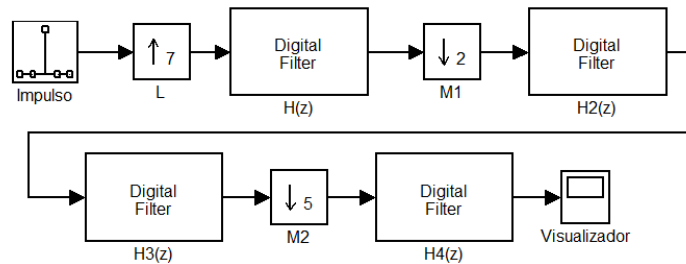 Impulso
↑ 7
L
Digital
Filter
H(z)
↓ 2
M1
Digital
Filter
H2(z)
Digital
Filter
H3(z)
↓ 5
M2
Digital
Filter
H4(z)
Visualizador